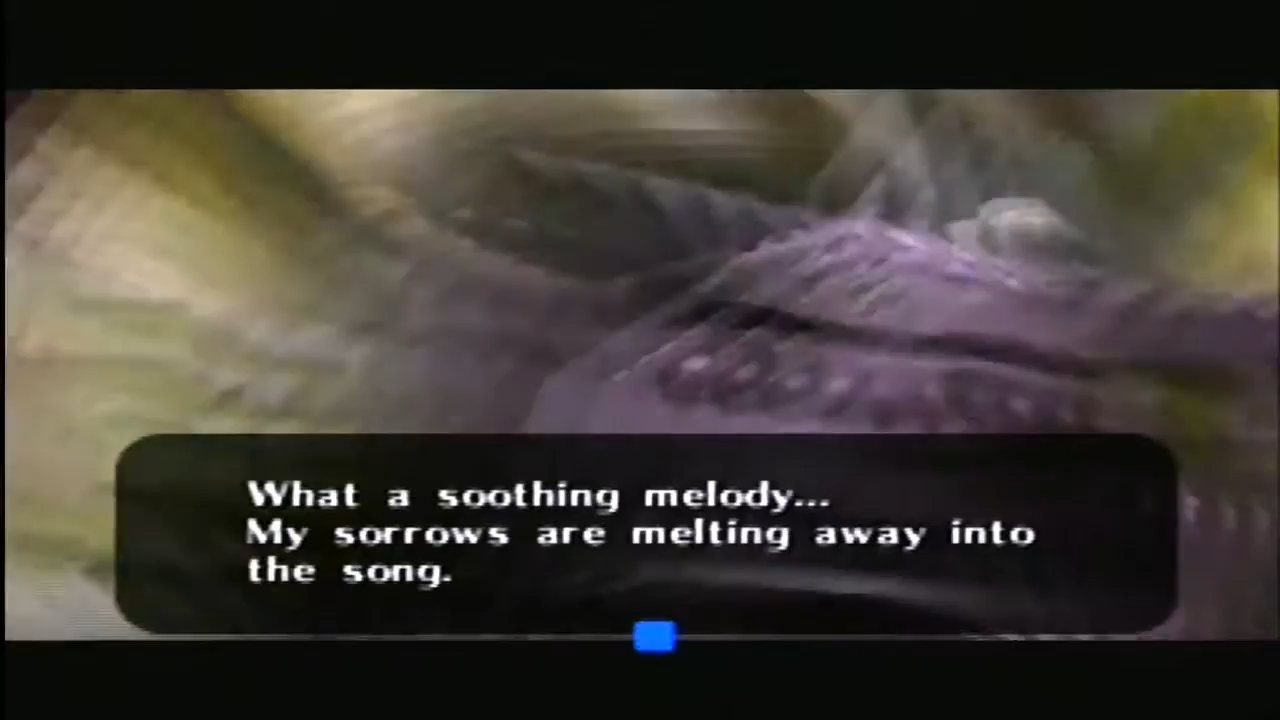 What a soothing melody...
My sorrows are melting away into
the song.